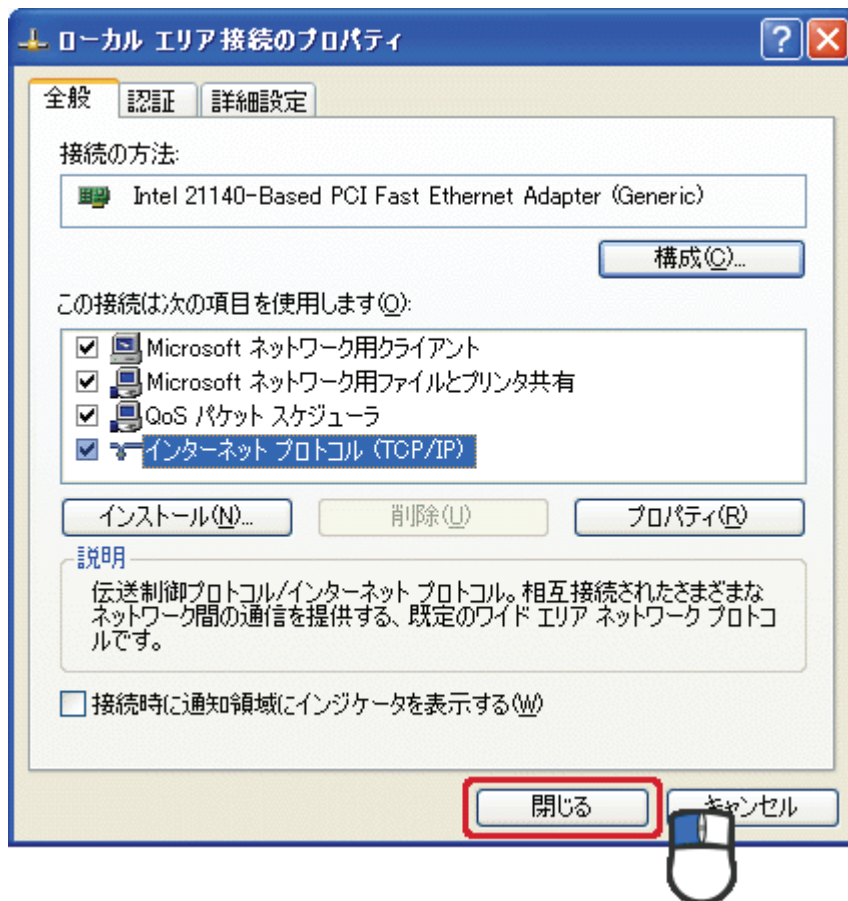 ローカル エリア接続のプロパティ
全般 認証 詳細設定
接続の方法:
Intel 21140-Based PCI Fast Ethernet Adapter (Generic)
構成(C)...
この接続は次の項目を使用します(O):
Microsoft ネットワーク用クライアント
Microsoft ネットワーク用ファイルとプリンタ共有
QoS パケット スケジューラ
インターネット プロトコル (TCP/IP)
インストール(N)... 削除(U) プロパティ(R)
説明
伝送制御プロトコル/インターネット プロトコル。相互接続されたさまざまな
ネットワーク間の通信を提供する、既定のワイド エリア ネットワーク プロトコ
ルです。
接続時に通知領域にインジケータを表示する(W)
閉じる キャンセル